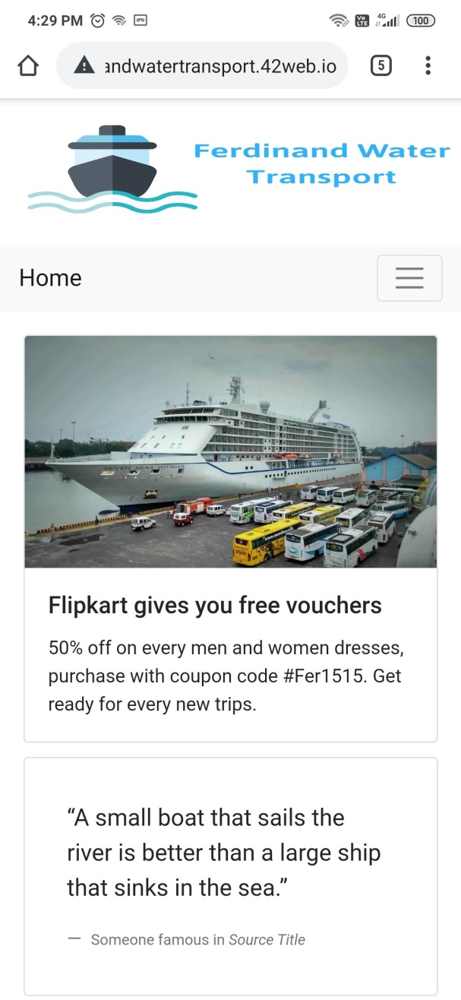 4:29 PM
Vo LTE
4G
100
andwatertransport.42web.io
5
Ferdinand Water
Transport
Home
SEVEN SEAS VOYAGER
Flipkart gives you free vouchers
50% off on every men and women dresses,
purchase with coupon code #Fer1515. Get
ready for every new trips.
“A small boat that sails the
river is better than a large ship
that sinks in the sea.”
— Someone famous in Source Title